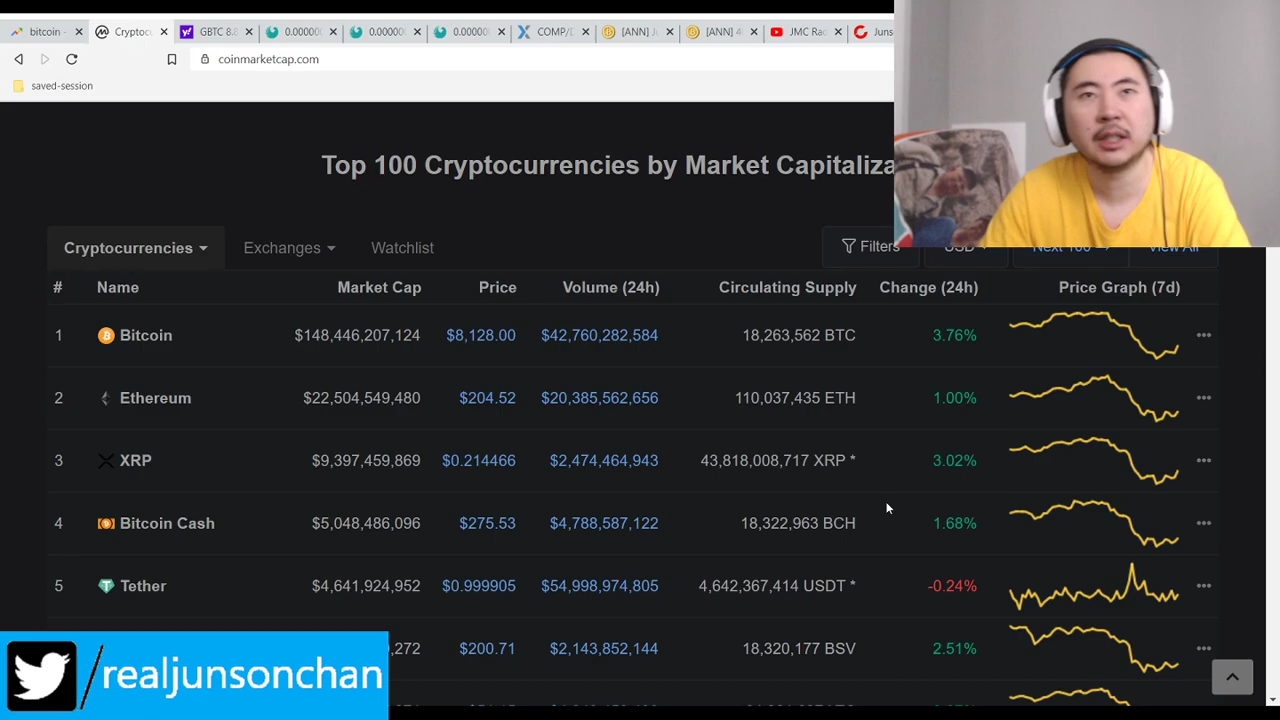 bitcoin
Cryptoc
GBTC 8.8
0.00000
0.00000
0.00000
COMP/D
[ANN] J
[ANN] 4
JMC Rad
Juns
coinmarketcap.com
saved-session
Top 100 Cryptocurrencies by Market Capitaliza
Cryptocurrencies Exchanges Watchlist Filters USD Next 100 → View All
# Name Market Cap Price Volume (24h) Circulating Supply Change (24h) Price Graph (7d)
1 Bitcoin $148,446,207,124 $8,128.00 $42,760,282,584 18,263,562 BTC 3.76%
2 Ethereum $22,504,549,480 $204.52 $20,385,562,656 110,037,435 ETH 1.00%
3 XRP $9,397,459,869 $0.214466 $2,474,464,943 43,818,008,717 XRP * 3.02%
4 Bitcoin Cash $5,048,486,096 $275.53 $4,788,587,122 18,322,963 BCH 1.68%
5 Tether $4,641,924,952 $0.999905 $54,998,974,805 4,642,367,414 USDT * -0.24%
,272 $200.71 $2,143,852,144 18,320,177 BSV 2.51%
/realjunsonchan